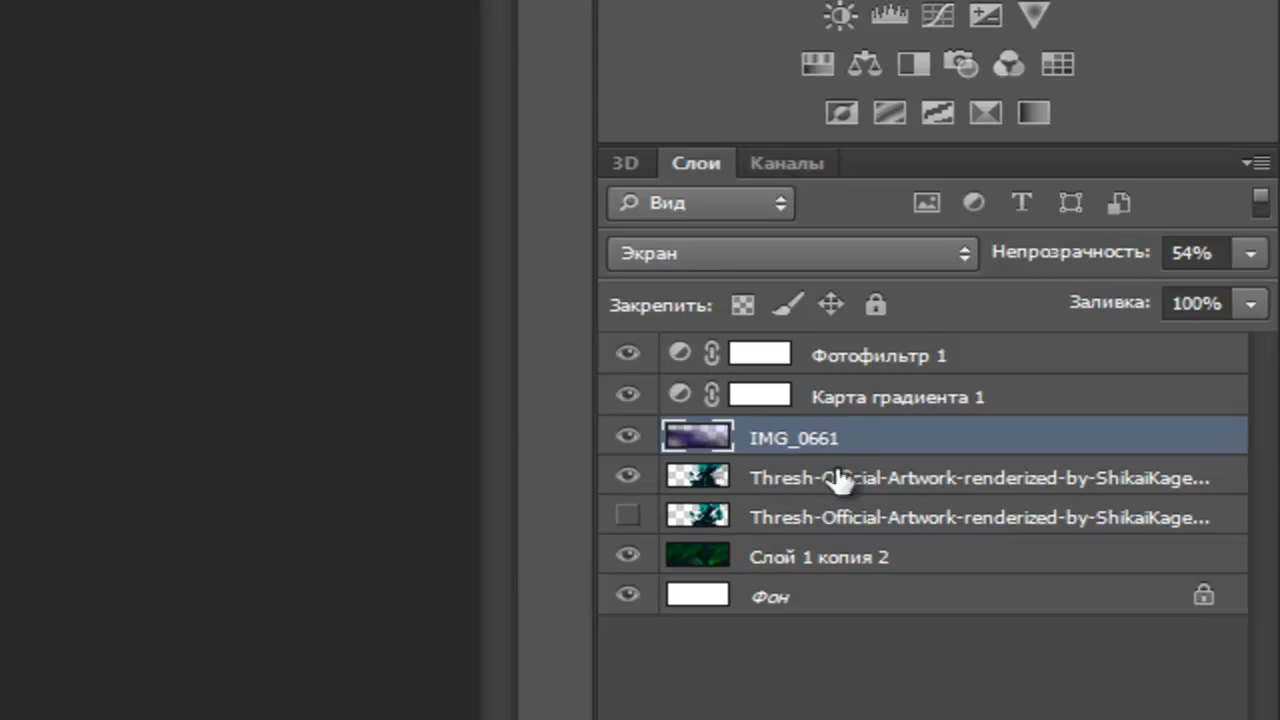 3D Слои Каналы
Вид
Экран Непрозрачность: 54%
Закрепить: Заливка: 100%
Фотофильтр 1
Карта градиента 1
IMG_0661
Thresh-Official-Artwork-renderized-by-ShikaiKage...
Thresh-Official-Artwork-renderized-by-ShikaiKage...
Слой 1 копия 2
Фон